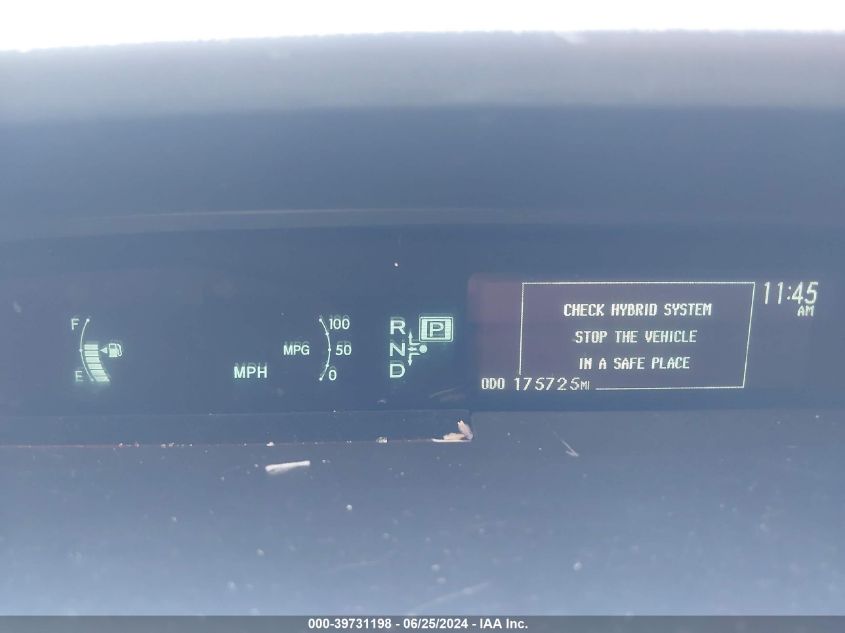 11:45
AM
CHECK HYBRID SYSTEM
STOP THE VEHICLE
IN A SAFE PLACE
ODO 175725MI
F
E
MPH
MPG
100
50
0
R
N
D
P
000-39731198 - 06/25/2024 - IAA Inc.